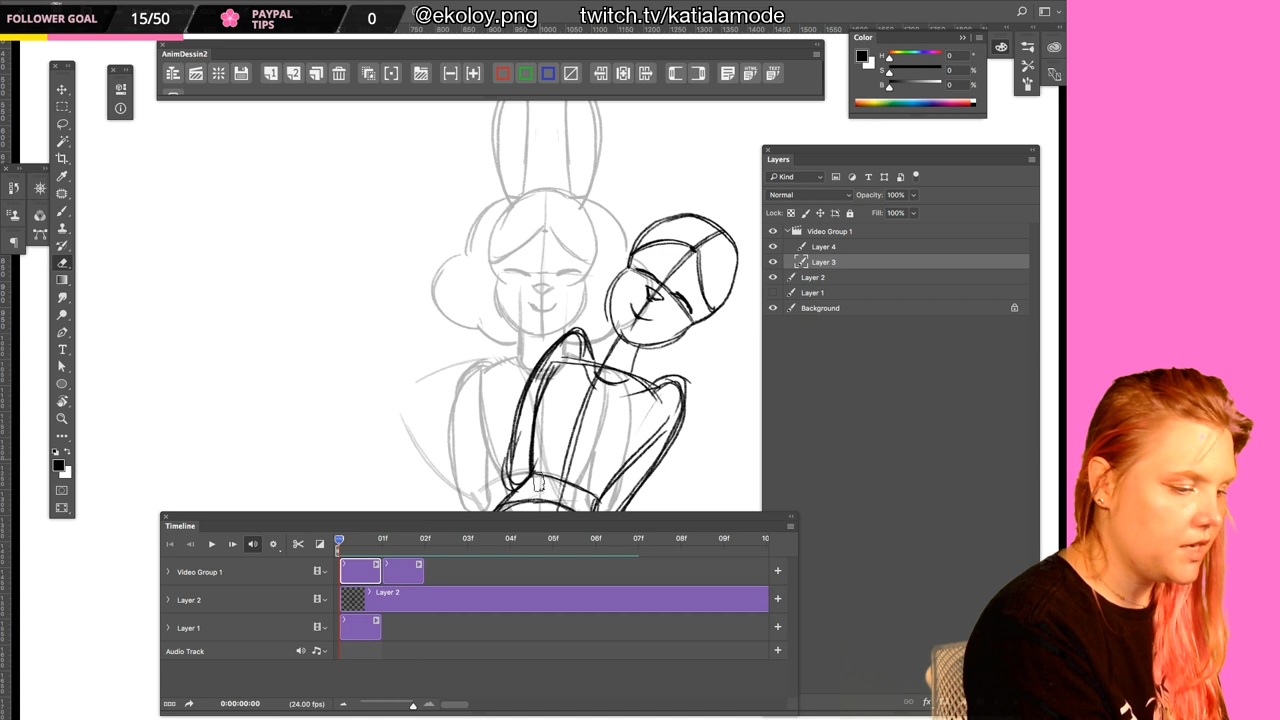 FOLLOWER GOAL 15/50 PAYPAL TIPS 0 @ekoloy.png twitch.tv/katialamode
AnimDessin2
Color
H 0 °
S 0 %
B 0 %
Layers
Kind
Normal Opacity: 100%
Lock: Fill: 100%
Video Group 1
Layer 4
Layer 3
Layer 2
Layer 1
Background
Timeline
01f 02f 03f 04f 05f 06f 07f 08f 09f 10
Video Group 1
Layer 2 Layer 2
Layer 1
Audio Track
0:00:00:00 (24.00 fps)